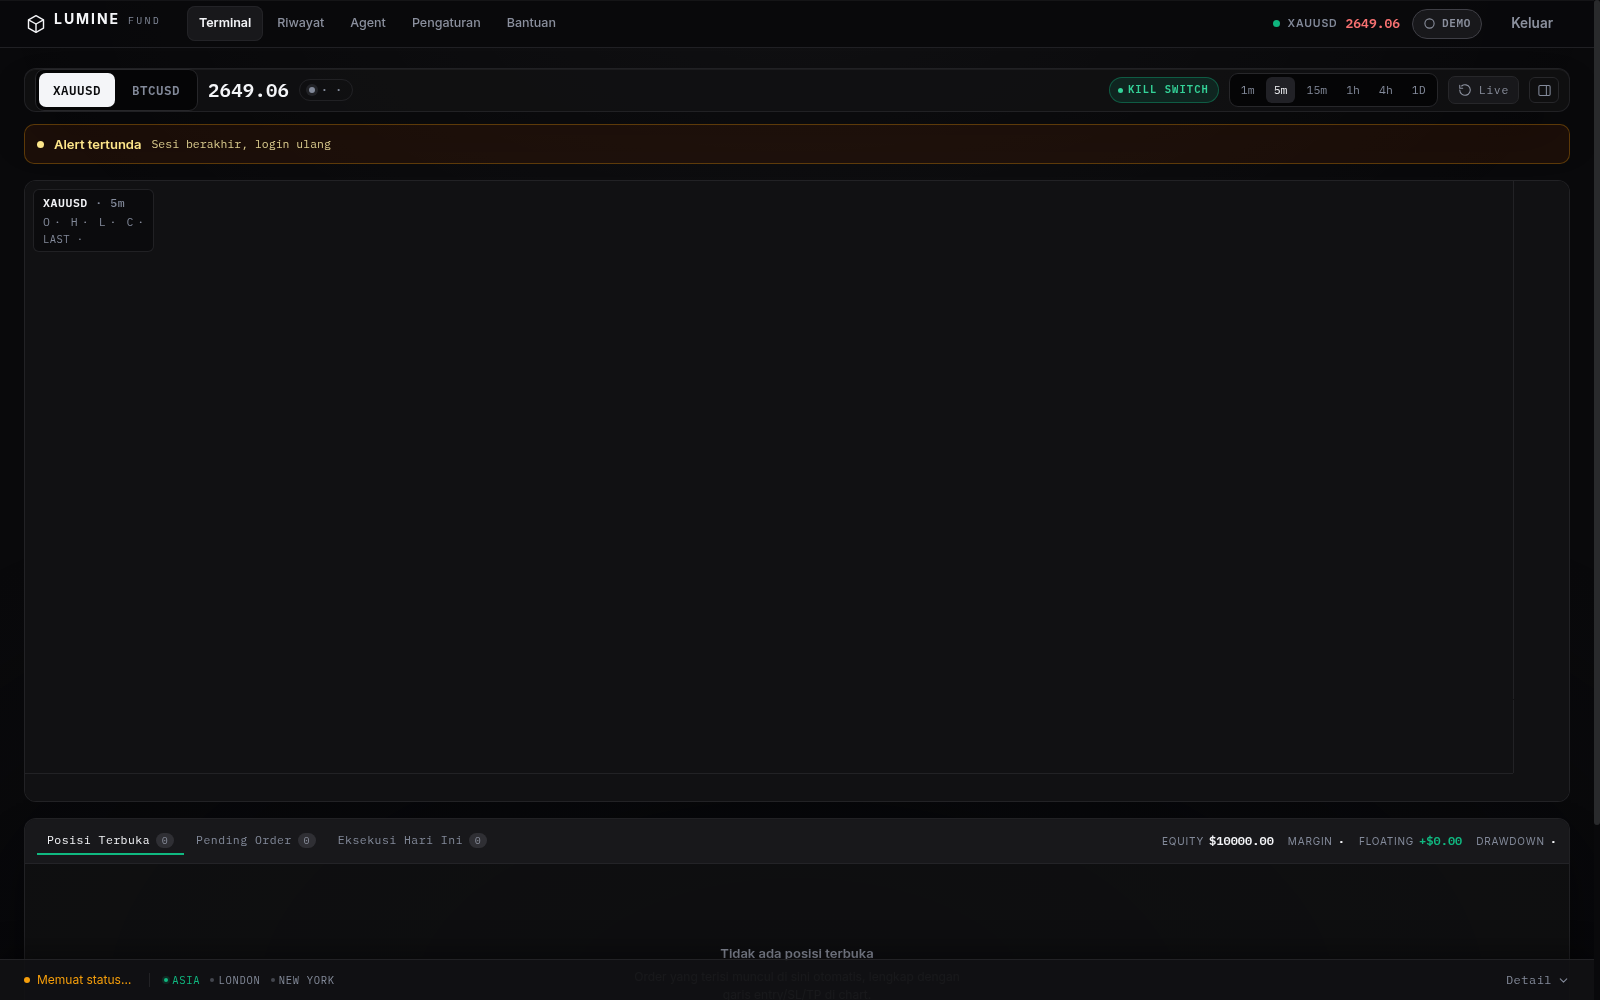 LUMINE FUND Terminal Riwayat Agent Pengaturan Bantuan XAUUSD 2649.06 DEMO Keluar
XAUUSD BTCUSD 2649.06 · · KILL SWITCH 1m 5m 15m 1h 4h 1D Live
Alert tertunda Sesi berakhir, login ulang
XAUUSD · 5m
O · H · L · C ·
LAST ·
Posisi Terbuka 0 Pending Order 0 Eksekusi Hari Ini 0 EQUITY $10000.00 MARGIN · FLOATING +$0.00 DRAWDOWN ·
Tidak ada posisi terbuka
Memuat status... ASIA LONDON NEW YORK Detail